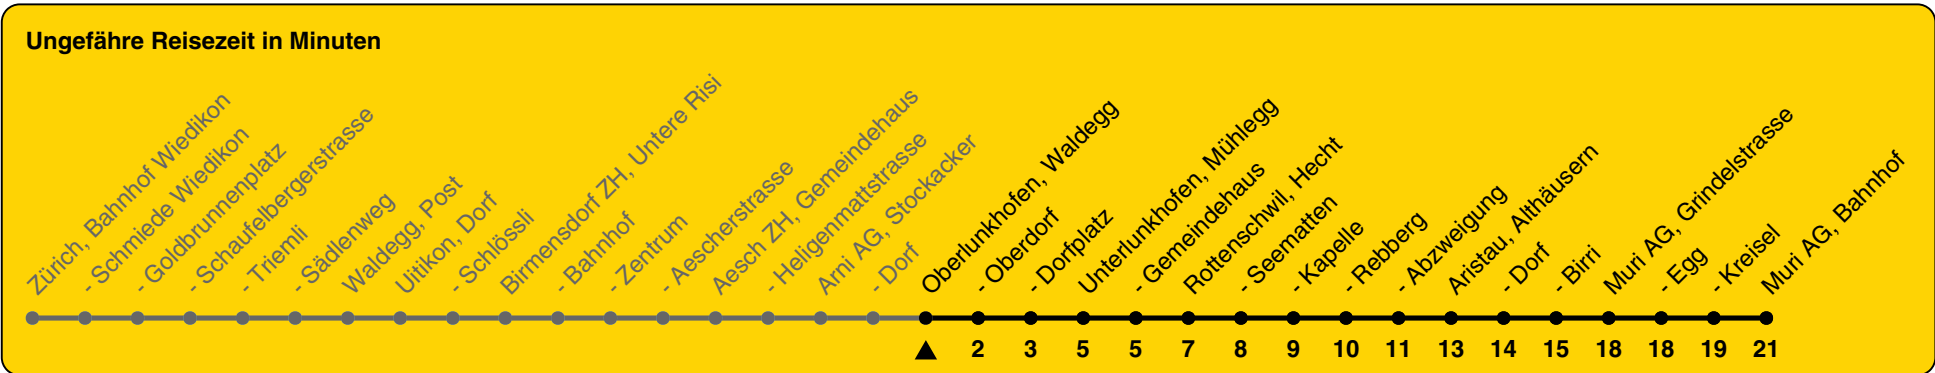 Ungefähre Reisezeit in Minuten
Zürich, Bahnhof Wiedikon
- Schmiede Wiedikon
- Goldbrunnenplatz
- Schaufelbergerstrasse
- Triemli
- Sädlenweg
Waldegg, Post
Uitikon, Dorf
- Schlössli
Birmensdorf ZH, Untere Risi
- Bahnhof
- Zentrum
- Aescherstrasse
Aesch ZH, Gemeindehaus
- Heligenmattstrasse
Arni AG, Stockacker
- Dorf
Oberlunkhofen, Waldegg
- Oberdorf
- Dorfplatz
Unterlunkhofen, Mühlegg
- Gemeindehaus
Rottenschwil, Hecht
- Seematten
- Kapelle
- Rebberg
- Abzweigung
Aristau, Althäusern
- Dorf
- Birri
Muri AG, Grindelstrasse
- Egg
- Kreisel
Muri AG, Bahnhof
2 3 5 5 7 8 9 10 11 13 14 15 18 18 19 21